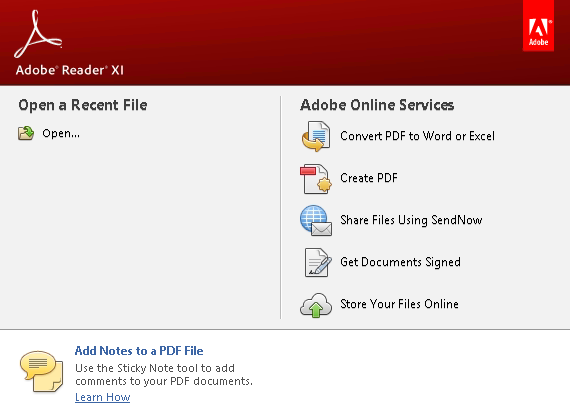 Adobe® Reader® XI
Adobe®
Open a Recent File
Open...
Adobe Online Services
Convert PDF to Word or Excel
Create PDF
Share Files Using SendNow
Get Documents Signed
Store Your Files Online
Add Notes to a PDF File
Use the Sticky Note tool to add
comments to your PDF documents.
Learn How